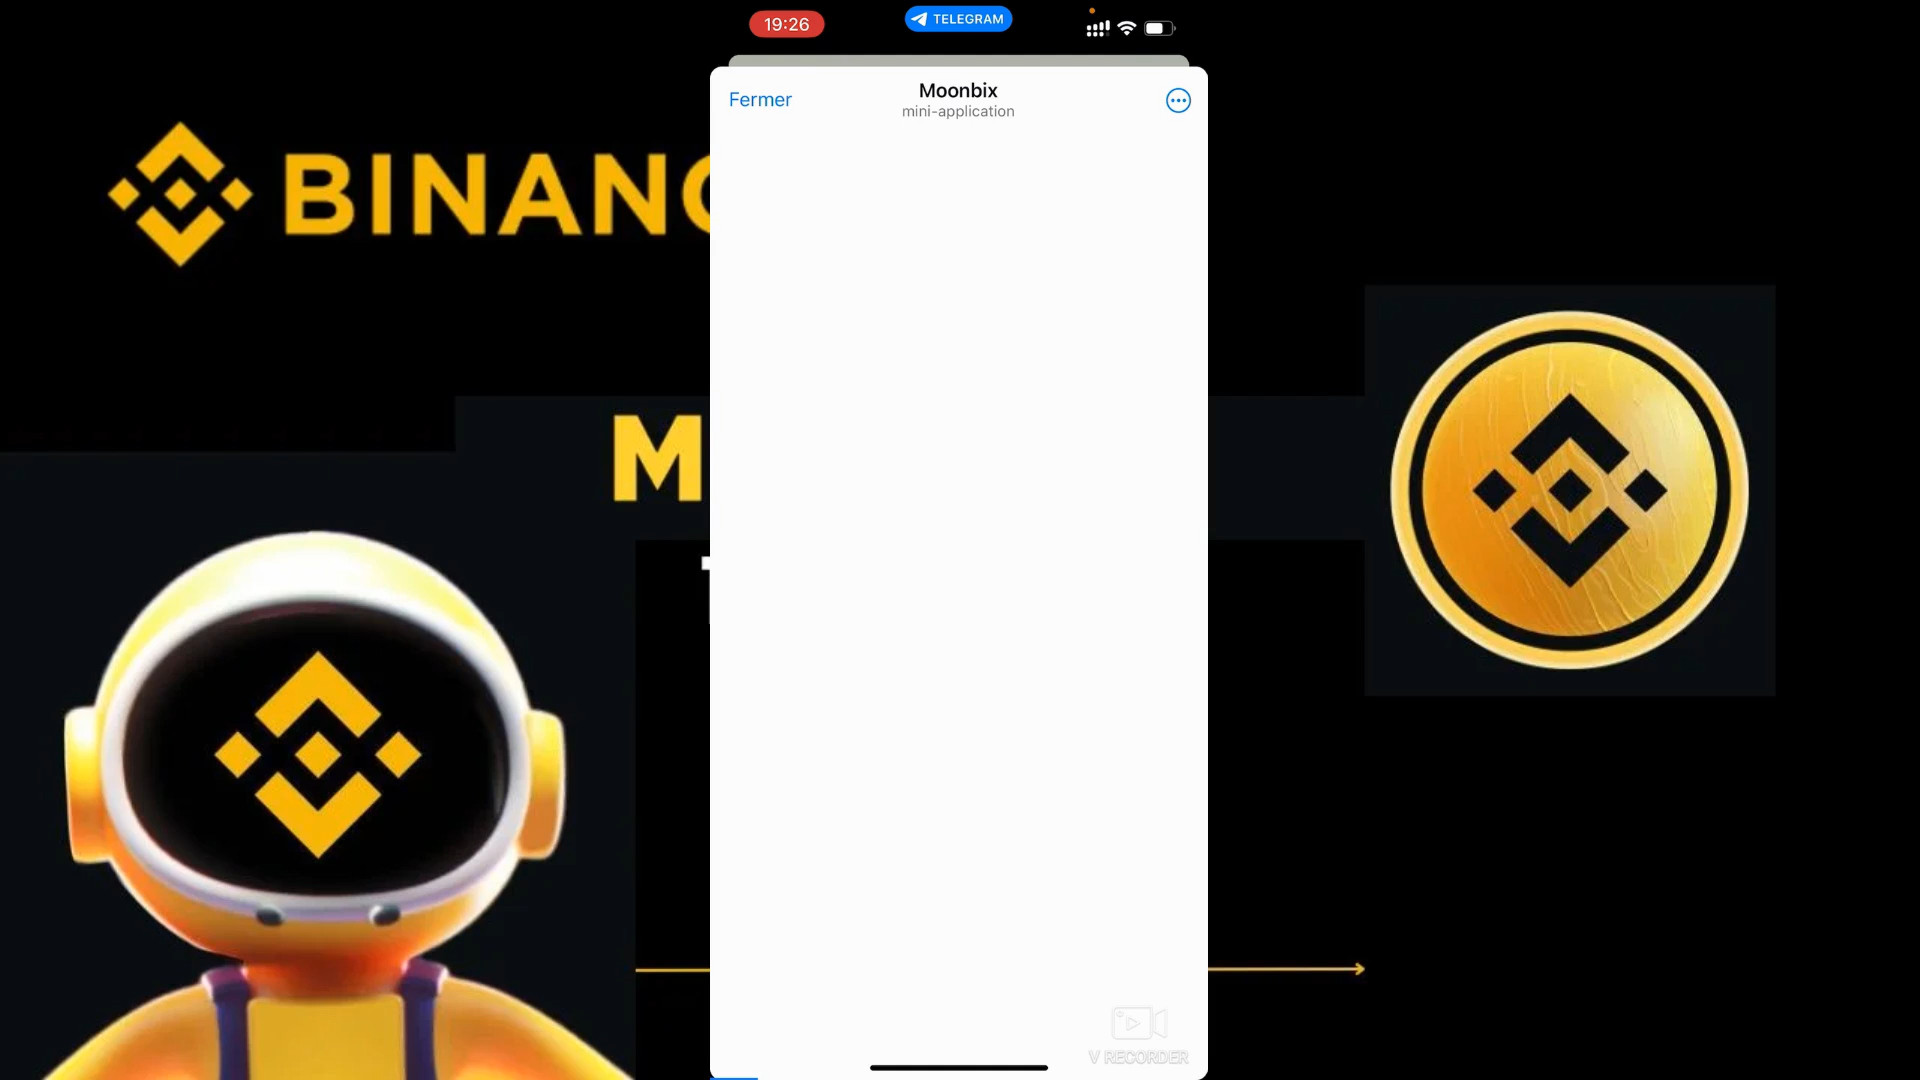 19:26
TELEGRAM
Fermer
Moonbix
mini-application
BINANC
M
V RECORDER